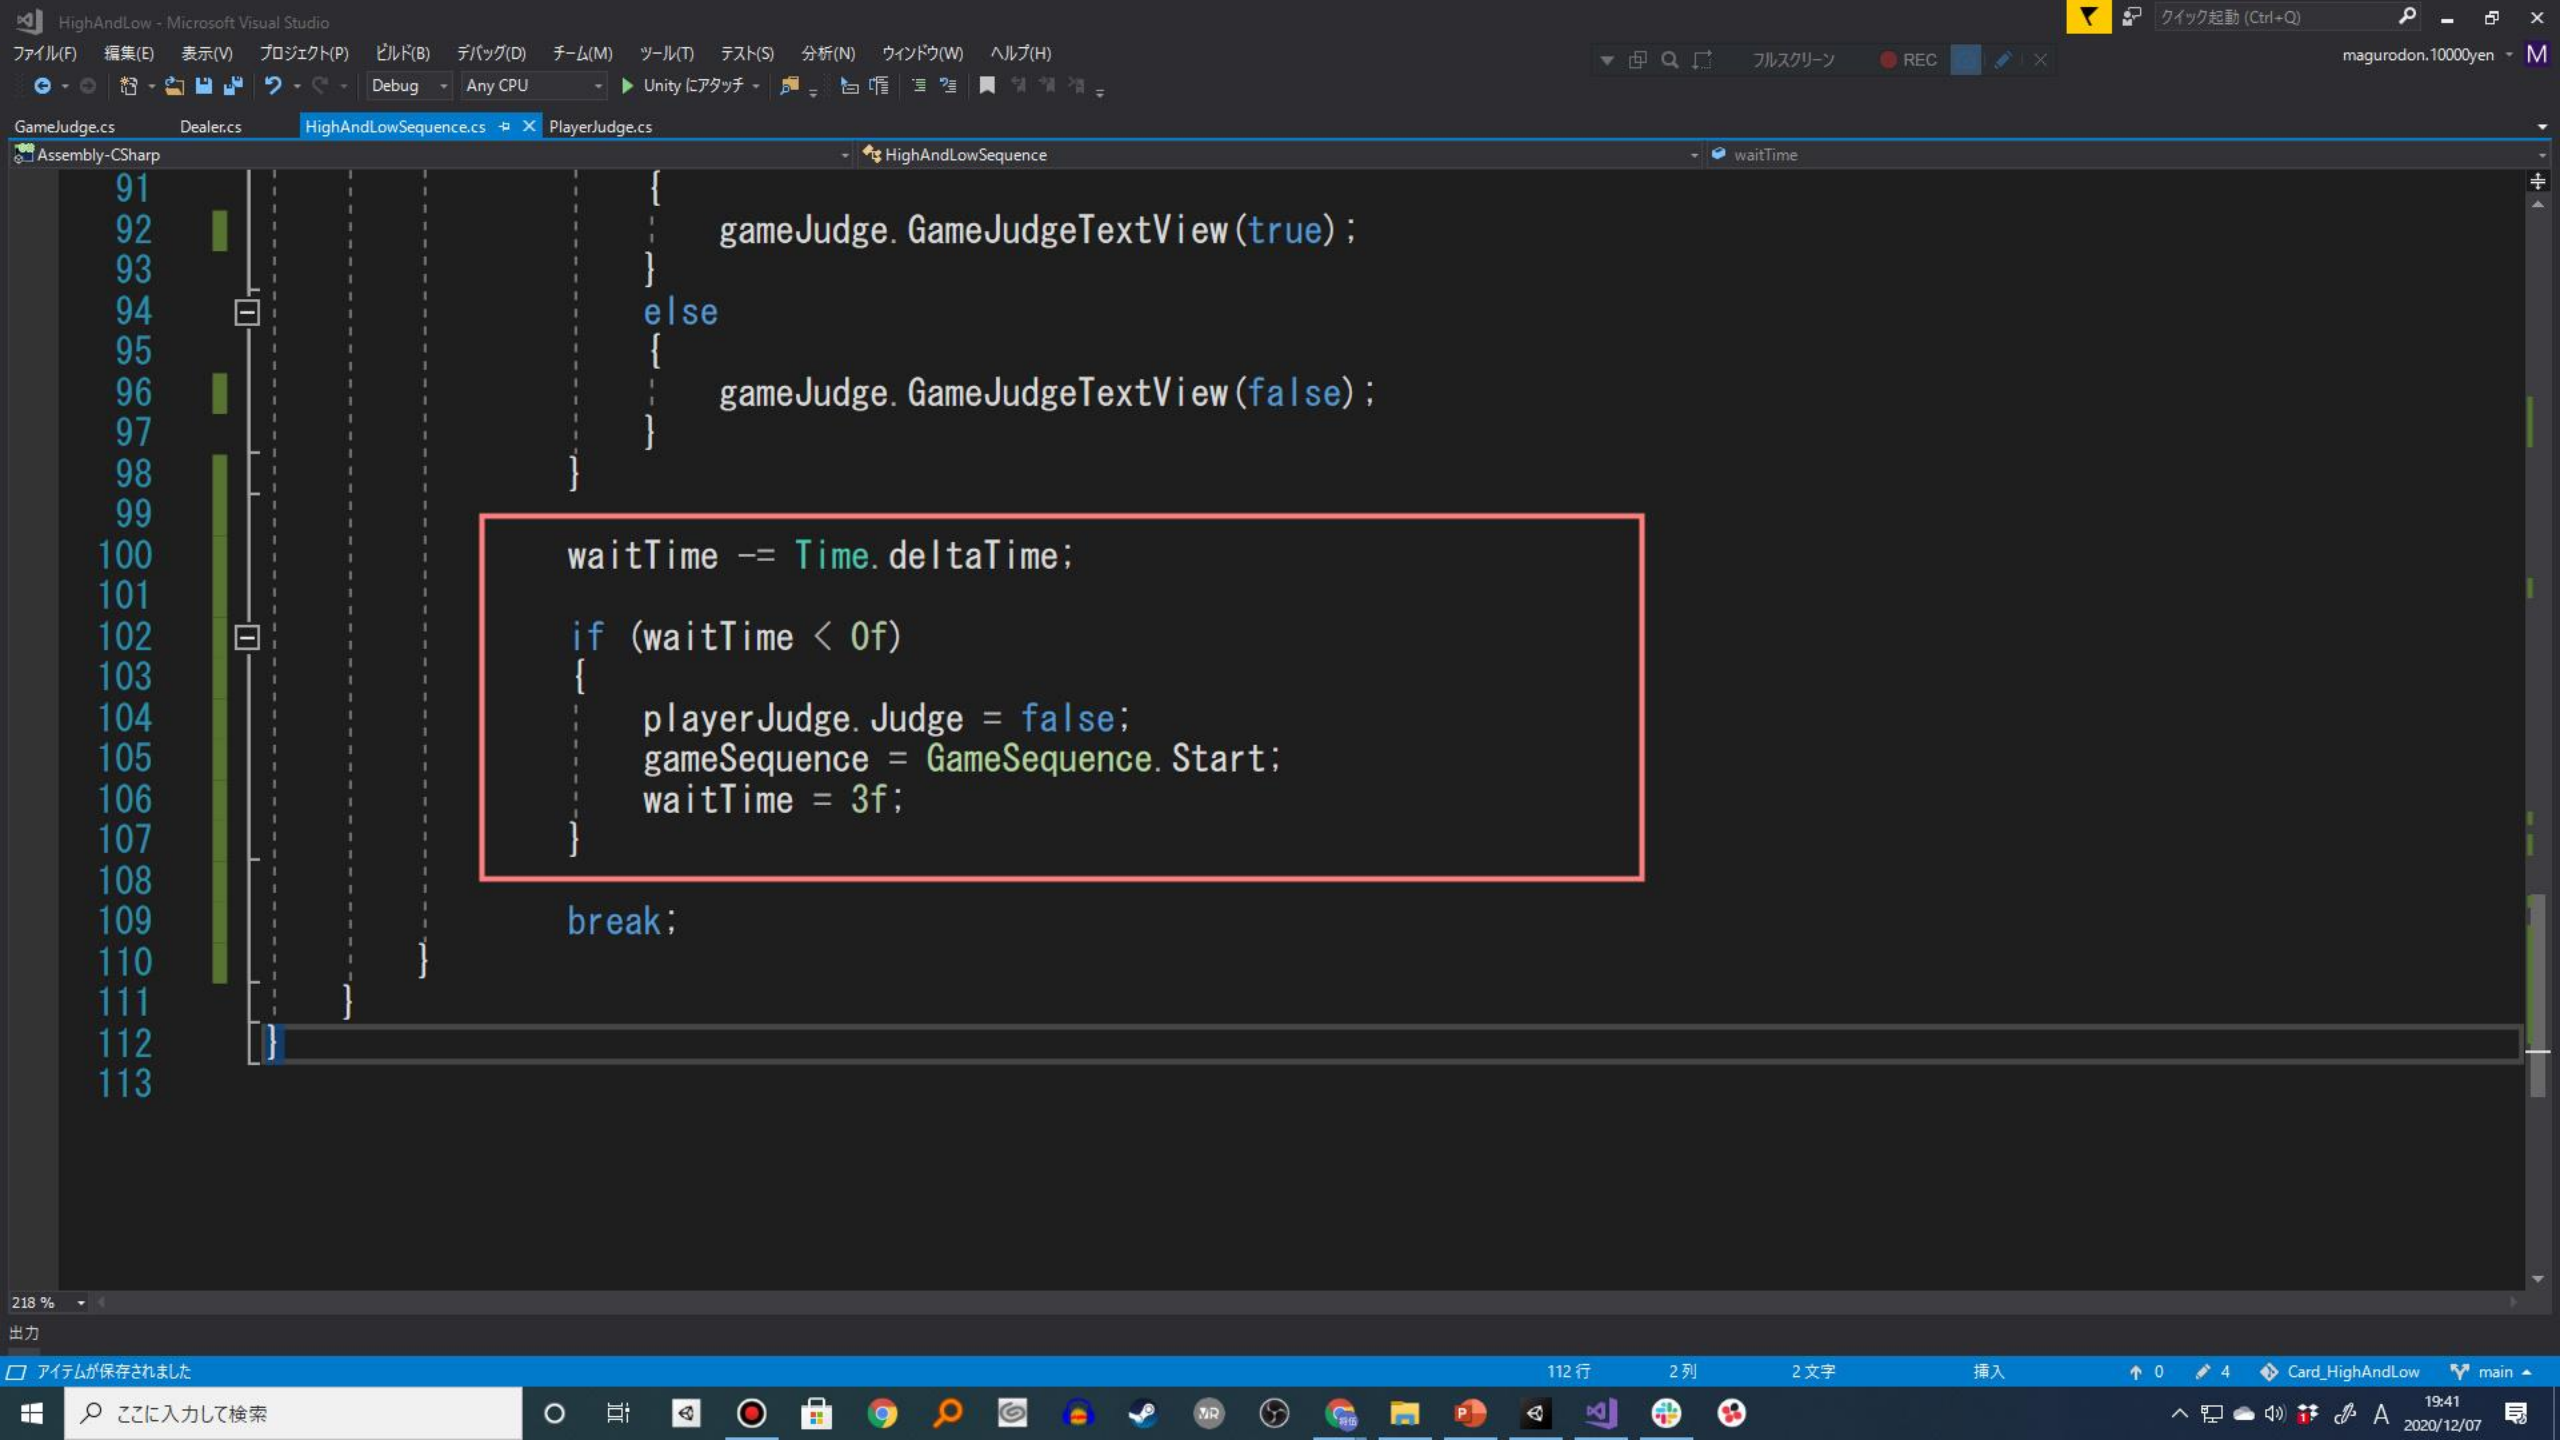 HighAndLow - Microsoft Visual Studio
クイック起動 (Ctrl+Q)
ファイル(F) 編集(E) 表示(V) プロジェクト(P) ビルド(B) デバッグ(D) チーム(M) ツール(T) テスト(S) 分析(N) ウィンドウ(W) ヘルプ(H)
フルスクリーン REC
magurodon.10000yen M
Debug Any CPU Unity にアタッチ
GameJudge.cs Dealer.cs HighAndLowSequence.cs PlayerJudge.cs
Assembly-CSharp HighAndLowSequence waitTime
91 {
92 gameJudge.GameJudgeTextView(true);
93 }
94 else
95 {
96 gameJudge.GameJudgeTextView(false);
97 }
98 }
99
100 waitTime -= Time.deltaTime;
101
102 if (waitTime < 0f)
103 {
104 playerJudge.Judge = false;
105 gameSequence = GameSequence.Start;
106 waitTime = 3f;
107 }
108
109 break;
110 }
111 }
112 }
113
218 %
出力
アイテムが保存されました 112 行 2 列 2 文字 挿入 0 4 Card_HighAndLow main
ここに入力して検索
A 19:41
2020/12/07